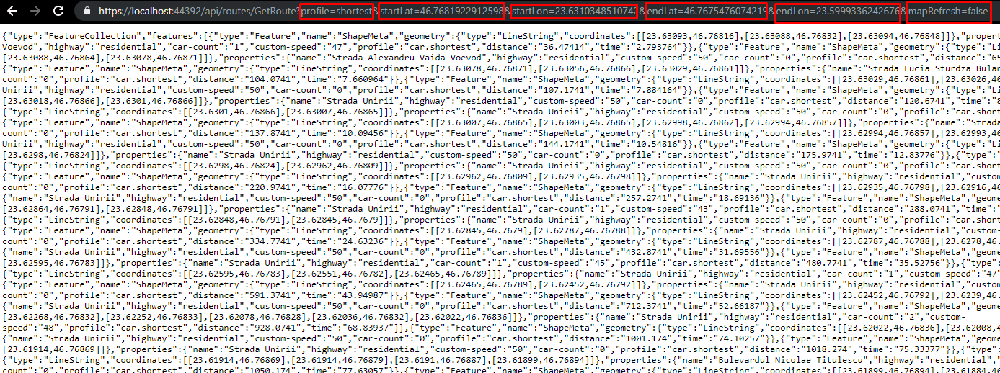 https://localhost:44392/api/routes/GetRoute?profile=shortest&startLat=46.7681922912598&startLon=23.6310348510742&endLat=46.7675476074219&endLon=23.5999336242676&mapRefresh=false
{"type":"FeatureCollection","features":[{"type":"Feature","name":"ShapeMeta","geometry":{"type":"LineString","coordinates":[[23.63093,46.76816],[23.63088,46.76832],[23.63094,46.76848]]},"prope
Voevod","highway":"residential","car-count":"1","custom-speed":"47","profile":"car.shortest","distance":"36.47414","time":"2.793764"}},{"type":"Feature","name":"ShapeMeta","geometry":{"type":"Li
[23.63088,46.76864],[23.63078,46.76871]]},"properties":{"name":"Strada Alexandru Vaida Voevod","highway":"residential","custom-speed":"50","car-count":"0","profile":"car.shortest","distance":"65
{"type":"Feature","name":"ShapeMeta","geometry":{"type":"LineString","coordinates":[[23.63078,46.76871],[23.63056,46.76866],[23.63029,46.76861]]},"properties":{"name":"Strada Lucia Sturdza Bulan
count":"0","profile":"car.shortest","distance":"104.0741","time":"7.660964"}},{"type":"Feature","name":"ShapeMeta","geometry":{"type":"LineString","coordinates":[[23.63029,46.76861],[23.63026,46
Unirii","highway":"residential","custom-speed":"50","car-count":"0","profile":"car.shortest","distance":"107.1741","time":"7.884164"}},{"type":"Feature","name":"ShapeMeta","geometry":{"type":"Li
[23.63018,46.76866],[23.6301,46.76866]]},"properties":{"name":"Strada Unirii","highway":"residential","custom-speed":"50","car-count":"0","profile":"car.shortest","distance":"120.6741","time":"8
{"type":"LineString","coordinates":[[23.6301,46.76866],[23.63007,46.76865]]},"properties":{"name":"Strada Unirii","highway":"residential","custom-speed":"50","car-count":"0","profile":"car.short
{"type":"Feature","name":"ShapeMeta","geometry":{"type":"LineString","coordinates":[[23.63007,46.76865],[23.63003,46.76865],[23.62998,46.76862],[23.62994,46.76857]]},"properties":{"name":"Strada
count":"0","profile":"car.shortest","distance":"137.8741","time":"10.09456"}},{"type":"Feature","name":"ShapeMeta","geometry":{"type":"LineString","coordinates":[[23.62994,46.76857],[23.62993,46
Unirii","highway":"residential","custom-speed":"50","car-count":"0","profile":"car.shortest","distance":"144.1741","time":"10.54816"}},{"type":"Feature","name":"ShapeMeta","geometry":{"type":"Li
[23.6298,46.76824]]},"properties":{"name":"Strada Unirii","highway":"residential","custom-speed":"50","car-count":"0","profile":"car.shortest","distance":"175.9741","time":"12.83776"}},{"type":"
{"type":"LineString","coordinates":[[23.6298,46.76824],[23.62962,46.76809]]},"properties":{"name":"Strada Unirii","highway":"residential","custom-speed":"50","car-count":"0","profile":"car.short
{"type":"Feature","name":"ShapeMeta","geometry":{"type":"LineString","coordinates":[[23.62962,46.76809],[23.62935,46.76798]]},"properties":{"name":"Strada Unirii","highway":"residential","custom
count":"0","profile":"car.shortest","distance":"220.9741","time":"16.07776"}},{"type":"Feature","name":"ShapeMeta","geometry":{"type":"LineString","coordinates":[[23.62935,46.76798],[23.62916,46
{"name":"Strada Unirii","highway":"residential","custom-speed":"50","car-count":"0","profile":"car.shortest","distance":"257.2741","time":"18.69136"}},{"type":"Feature","name":"ShapeMeta","geome
[23.62864,46.76791],[23.62848,46.76791]]},"properties":{"name":"Strada Unirii","highway":"residential","car-count":"1","custom-speed":"43","profile":"car.shortest","distance":"288.0741","time":"
{"type":"LineString","coordinates":[[23.62848,46.76791],[23.62845,46.7679]]},"properties":{"name":"Strada Unirii","highway":"residential","custom-speed":"50","car-count":"0","profile":"car.short
{"type":"Feature","name":"ShapeMeta","geometry":{"type":"LineString","coordinates":[[23.62845,46.7679],[23.62787,46.76788]]},"properties":{"name":"Strada Unirii","highway":"residential","custom-
count":"0","profile":"car.shortest","distance":"334.7741","time":"24.63236"}},{"type":"Feature","name":"ShapeMeta","geometry":{"type":"LineString","coordinates":[[23.62787,46.76788],[23.6278,46.
{"name":"Strada Unirii","highway":"residential","custom-speed":"50","car-count":"0","profile":"car.shortest","distance":"432.8741","time":"31.69556"}},{"type":"Feature","name":"ShapeMeta","geome
[23.62595,46.76783]]},"properties":{"name":"Strada Unirii","highway":"residential","car-count":"1","custom-speed":"45","profile":"car.shortest","distance":"480.7741","time":"35.52756"}},{"type":
{"type":"LineString","coordinates":[[23.62595,46.76783],[23.62551,46.76782],[23.62465,46.76789]]},"properties":{"name":"Strada Unirii","highway":"residential","car-count":"1","custom-speed":"47"
{"type":"Feature","name":"ShapeMeta","geometry":{"type":"LineString","coordinates":[[23.62465,46.76789],[23.62452,46.76792]]},"properties":{"name":"Strada Unirii","highway":"residential","custom
count":"0","profile":"car.shortest","distance":"591.3741","time":"43.94987"}},{"type":"Feature","name":"ShapeMeta","geometry":{"type":"LineString","coordinates":[[23.62452,46.76792],[23.6239,46.
{"name":"Strada Unirii","highway":"residential","custom-speed":"50","car-count":"0","profile":"car.shortest","distance":"712.3741","time":"52.66187"}},{"type":"Feature","name":"ShapeMeta","geome
[23.62268,46.76832],[23.62252,46.76833],[23.62078,46.76828],[23.62036,46.76832],[23.62022,46.76836]]},"properties":{"name":"Strada Unirii","highway":"residential","car-count":"2","custom-
speed":"48","profile":"car.shortest","distance":"928.0741","time":"68.83937"}},{"type":"Feature","name":"ShapeMeta","geometry":{"type":"LineString","coordinates":[[23.62022,46.76836],[23.62008,4
{"name":"Strada Unirii","highway":"residential","custom-speed":"50","car-count":"0","profile":"car.shortest","distance":"1001.174","time":"74.10257"}},{"type":"Feature","name":"ShapeMeta","geome
[23.61914,46.76869]]},"properties":{"name":"Strada Unirii","highway":"residential","custom-speed":"50","car-count":"0","profile":"car.shortest","distance":"1018.274","time":"75.33377"}},{"type":
{"type":"LineString","coordinates":[[23.61914,46.76869],[23.61914,46.76879],[23.6191,46.76887],[23.61899,46.76894]]},"properties":{"name":"Bulevardul Nicolae Titulescu","highway":"residential","
count":"0","profile":"car.shortest","distance":"1050.174","time":"77.63057"}},{"type":"Feature","name":"ShapeMeta","geometry":{"type":"LineString","coordinates":[[23.61899,46.76894],[23.61884,46